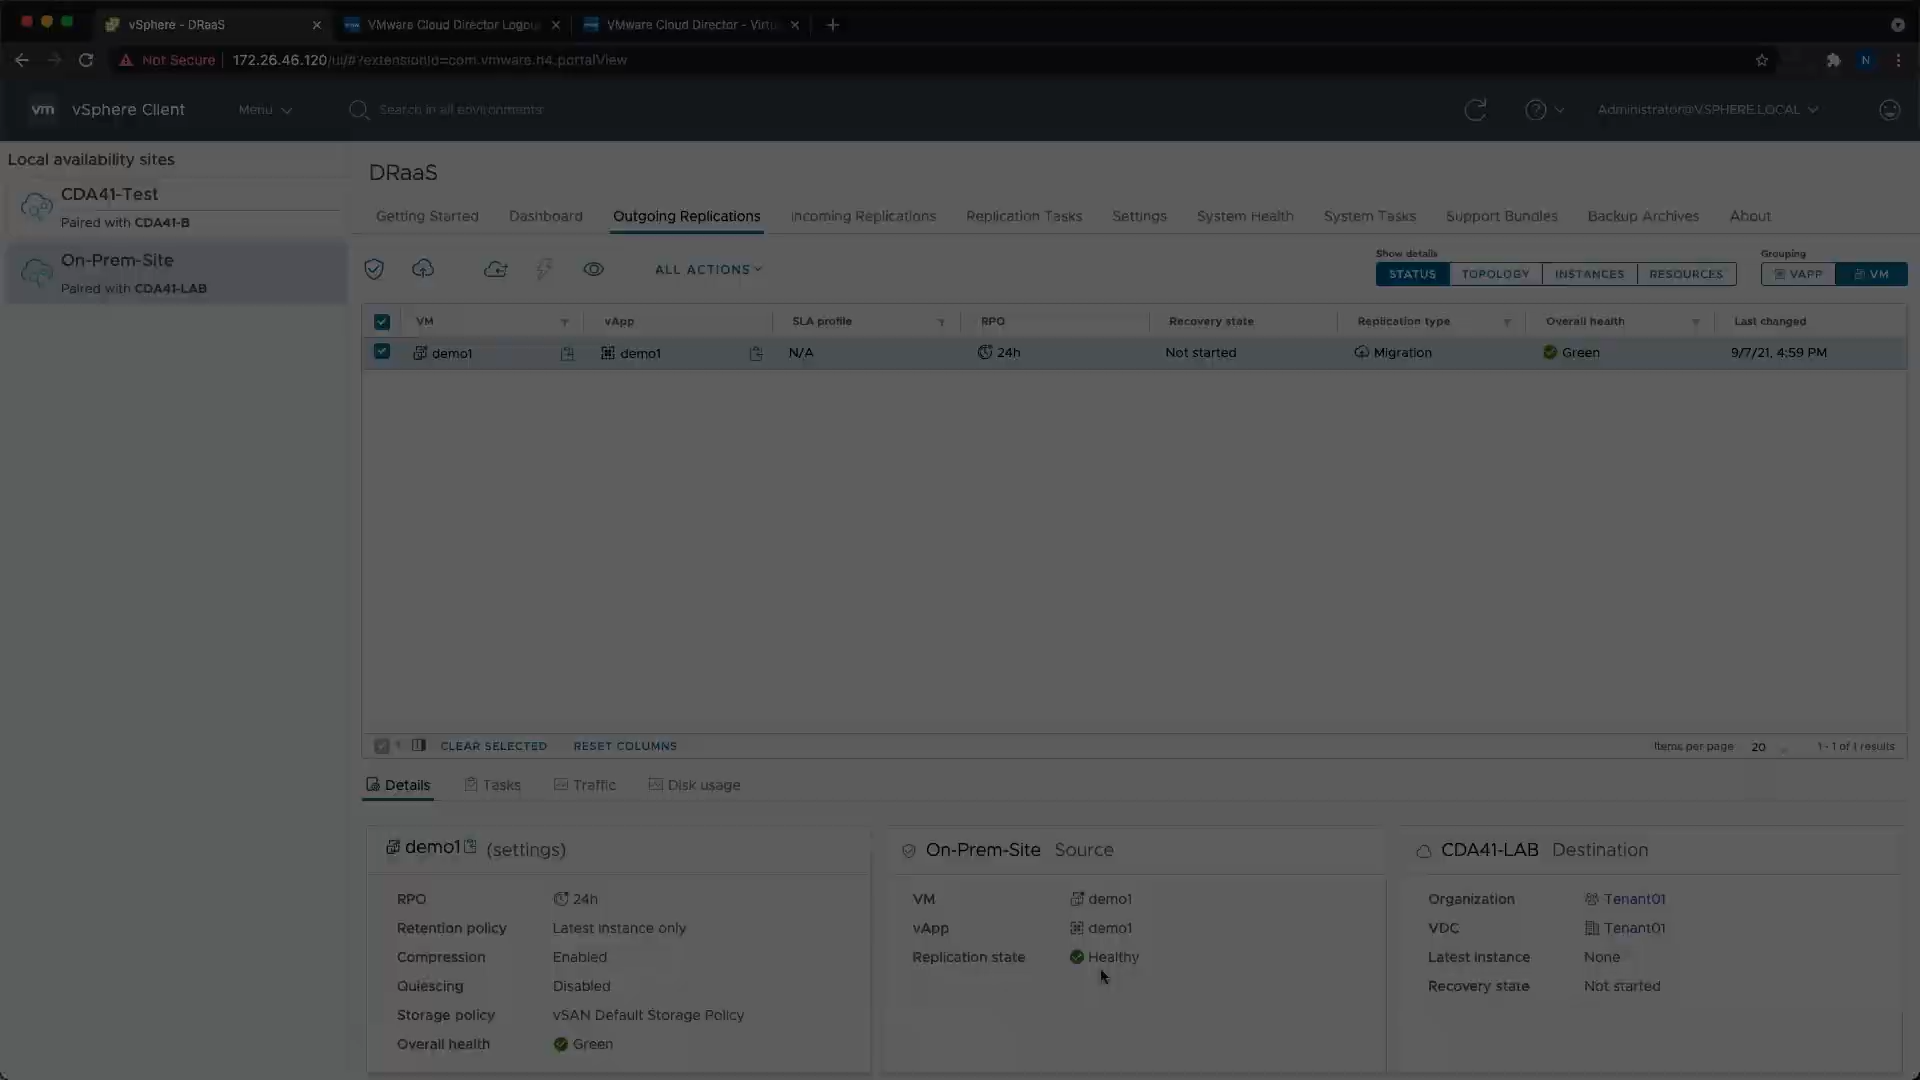 vSphere - DRaaS
VMware Cloud Director Logou
VMware Cloud Director - Virtu
Not Secure
172.26.46.120/ui/#?extensionId=com.vmware.h4.portalView
N
vm
vSphere Client
Menu
Search in all environments
Administrator@VSPHERE.LOCAL
Local availability sites
CDA41-Test
Paired with CDA41-B
On-Prem-Site
Paired with CDA41-LAB
DRaaS
Getting Started
Dashboard
Outgoing Replications
Incoming Replications
Replication Tasks
Settings
System Health
System Tasks
Support Bundles
Backup Archives
About
ALL ACTIONS
Show details
STATUS
TOPOLOGY
INSTANCES
RESOURCES
Grouping
VAPP
VM
VM
vApp
SLA profile
RPO
Recovery state
Replication type
Overall health
Last changed
demo1
demo1
N/A
24h
Not started
Migration
Green
9/7/21, 4:59 PM
1
CLEAR SELECTED
RESET COLUMNS
Items per page
20
1 - 1 of 1 results
Details
Tasks
Traffic
Disk usage
demo1 (settings)
RPO 24h
Retention policy Latest instance only
Compression Enabled
Quiescing Disabled
Storage policy vSAN Default Storage Policy
Overall health Green
On-Prem-Site Source
VM demo1
vApp demo1
Replication state Healthy
CDA41-LAB Destination
Organization Tenant01
VDC Tenant01
Latest instance None
Recovery state Not started